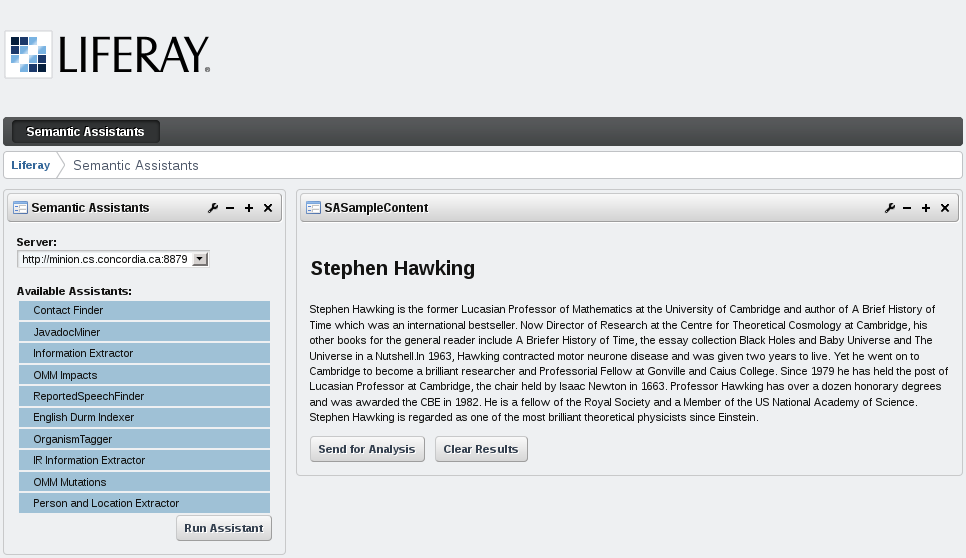 LIFERAY®
Semantic Assistants
Liferay
Semantic Assistants
Semantic Assistants
Server:
http://minion.cs.concordia.ca:8879
Available Assistants:
Contact Finder
JavadocMiner
Information Extractor
OMM Impacts
ReportedSpeechFinder
English Durm Indexer
OrganismTagger
IR Information Extractor
OMM Mutations
Person and Location Extractor
Run Assistant
SASampleContent
Stephen Hawking
Stephen Hawking is the former Lucasian Professor of Mathematics at the University of Cambridge and author of A Brief History of
Time which was an international bestseller. Now Director of Research at the Centre for Theoretical Cosmology at Cambridge, his
other books for the general reader include A Briefer History of Time, the essay collection Black Holes and Baby Universe and The
Universe in a Nutshell.In 1963, Hawking contracted motor neurone disease and was given two years to live. Yet he went on to
Cambridge to become a brilliant researcher and Professorial Fellow at Gonville and Caius College. Since 1979 he has held the post of
Lucasian Professor at Cambridge, the chair held by Isaac Newton in 1663. Professor Hawking has over a dozen honorary degrees
and was awarded the CBE in 1982. He is a fellow of the Royal Society and a Member of the US National Academy of Science.
Stephen Hawking is regarded as one of the most brilliant theoretical physicists since Einstein.
Send for Analysis
Clear Results